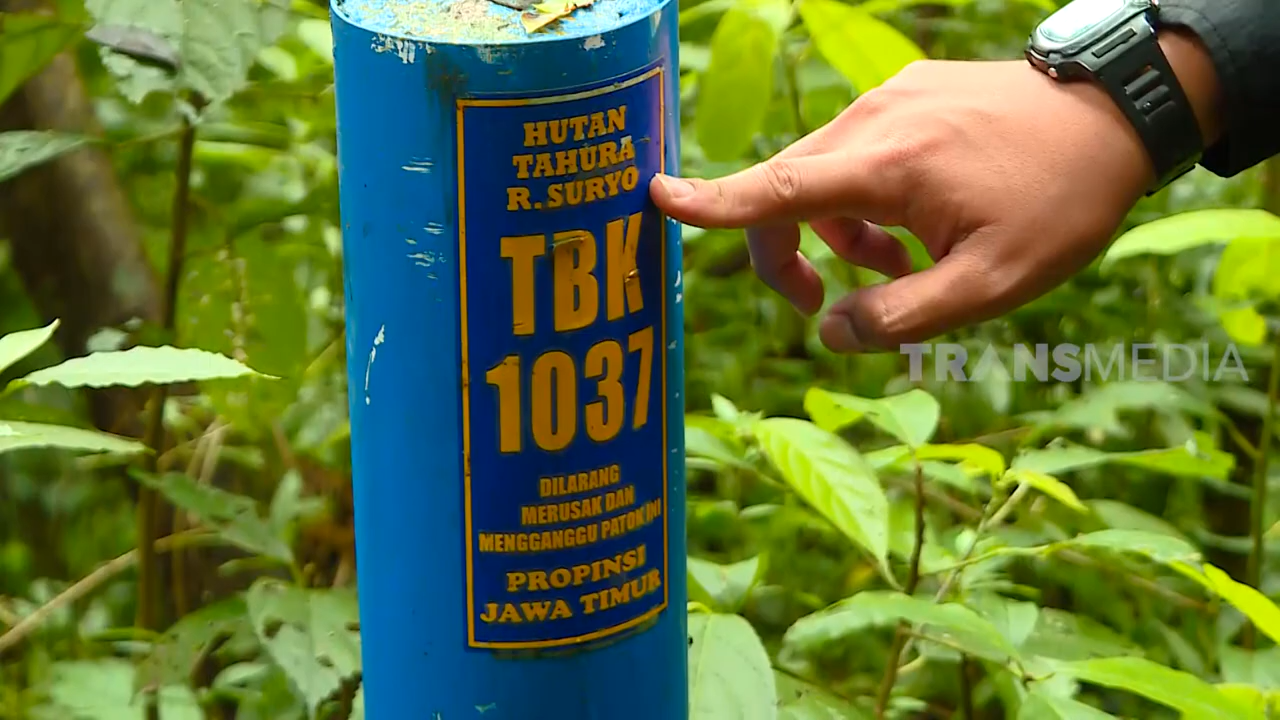 HUTAN
TAHURA
R. SURYO
TBK
1037
DILARANG
MERUSAK DAN
MENGGANGGU PATOK INI
PROPINSI
JAWA TIMUR
TRANSMEDIA